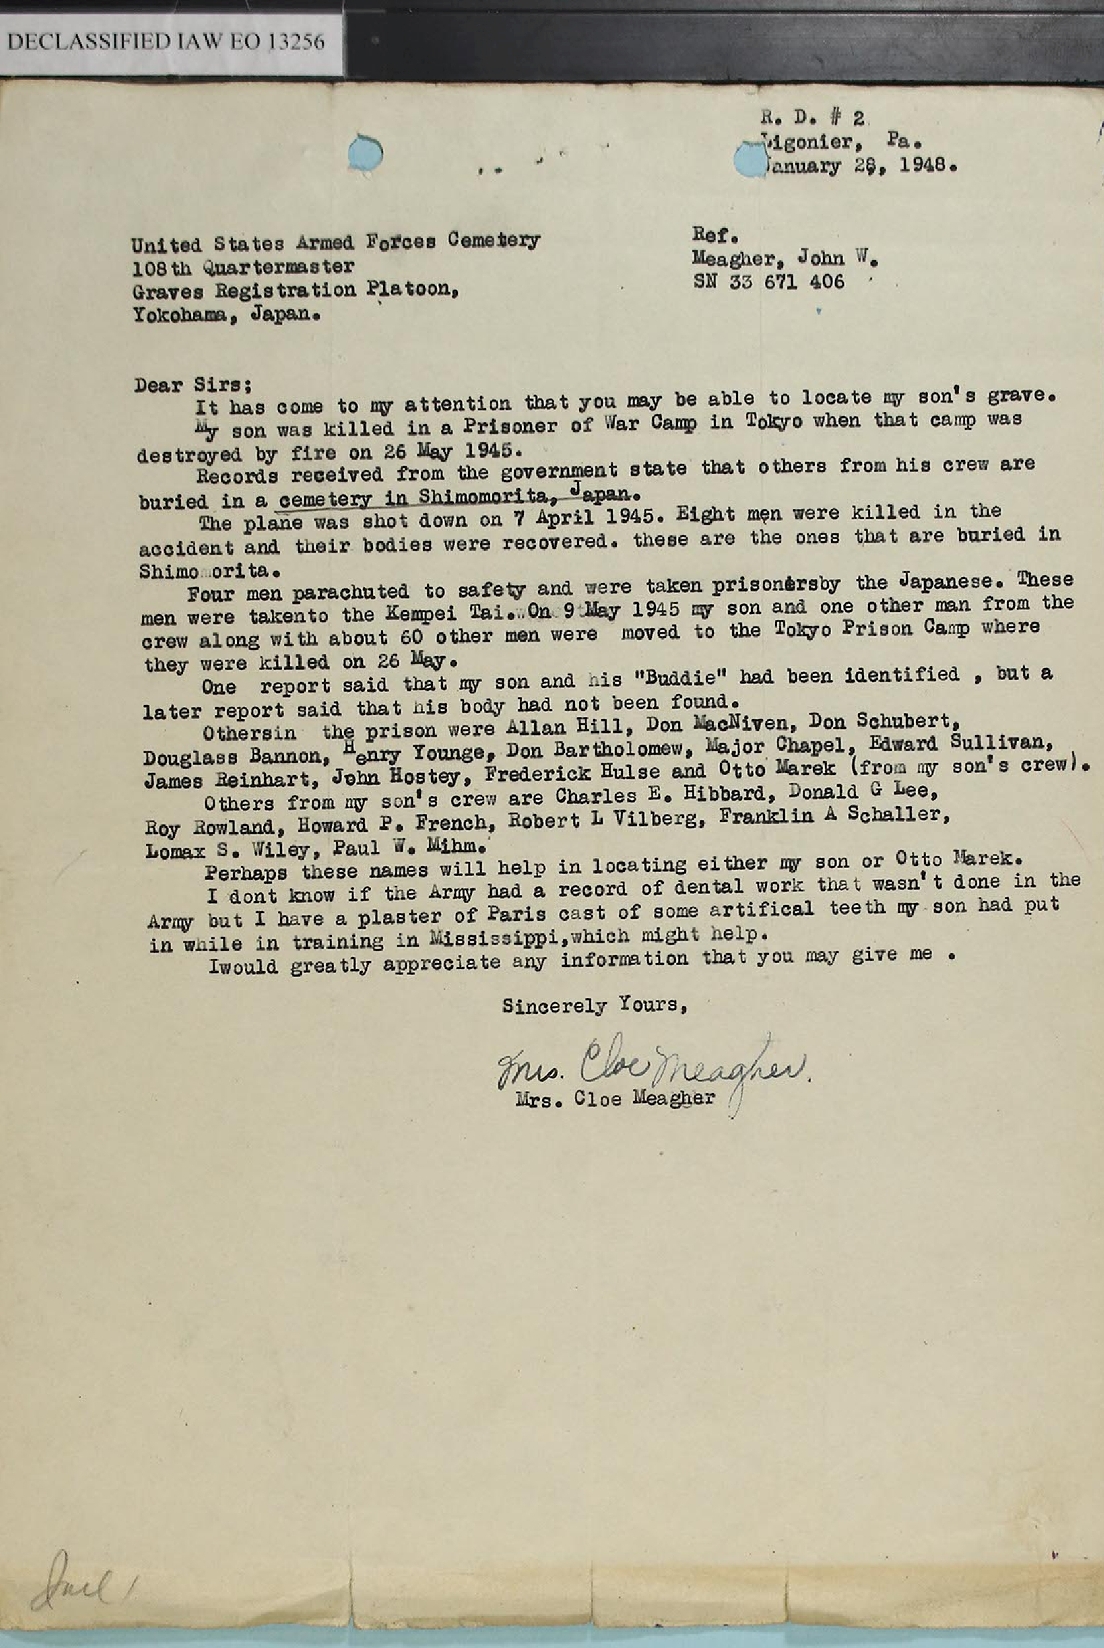 DECLASSIFIED IAW EO 13256
R. D. # 2
Ligonier, Pa.
January 28, 1948.
United States Armed Forces Cemetery
108th Quartermaster
Graves Registration Platoon,
Yokohama, Japan.
Ref.
Meagher, John W.
SN 33 671 406
Dear Sirs;
It has come to my attention that you may be able to locate my son's grave.
My son was killed in a Prisoner of War Camp in Tokyo when that camp was
destroyed by fire on 26 May 1945.
Records received from the government state that others from his crew are
buried in a cemetery in Shimomorita, Japan.
The plane was shot down on 7 April 1945. Eight men were killed in the
accident and their bodies were recovered. these are the ones that are buried in
Shimo orita.
Four men parachuted to safety and were taken prisonersby the Japanese. These
men were takento the Kempei Tai. On 9 May 1945 my son and one other man from the
crew along with about 60 other men were moved to the Tokyo Prison Camp where
they were killed on 26 May.
One report said that my son and his "Buddie" had been identified , but a
later report said that his body had not been found.
Othersin the prison were Allan Hill, Don MacNiven, Don Schubert,
Douglass Bannon, Henry Younge, Don Bartholomew, Major Chapel, Edward Sullivan,
James Reinhart, John Hostey, Frederick Hulse and Otto Marek (from my son's crew).
Others from my son's crew are Charles E. Hibbard, Donald G Lee,
Roy Rowland, Howard P. French, Robert L Vilberg, Franklin A Schaller,
Lomax S. Wiley, Paul W. Mihm.
Perhaps these names will help in locating either my son or Otto Marek.
I dont know if the Army had a record of dental work that wasn't done in the
Army but I have a plaster of Paris cast of some artifical teeth my son had put
in while in training in Mississippi,which might help.
Iwould greatly appreciate any information that you may give me .
Sincerely Yours,
Mrs. Cloe Meagher.
Mrs. Cloe Meagher